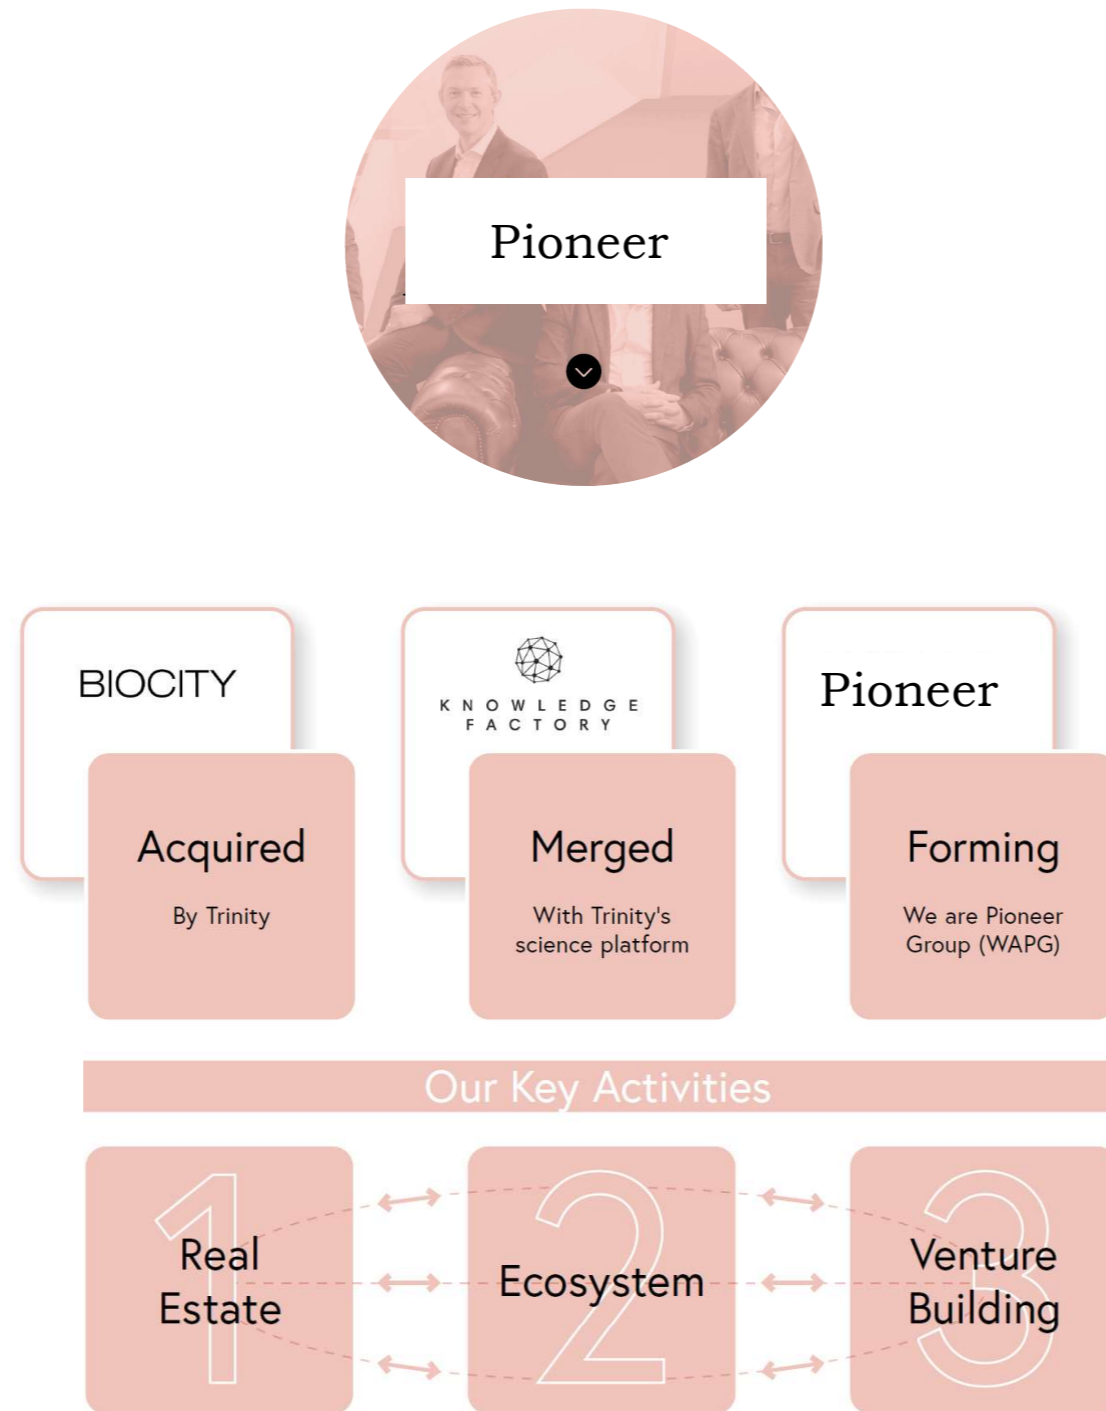 Pioneer
BIOCITY
KNOWLEDGE
FACTORY
Pioneer
Acquired
By Trinity
Merged
With Trinity's
science platform
Forming
We are Pioneer
Group (WAPG)
Our Key Activities
1
Real
Estate
2
Ecosystem
3
Venture
Building